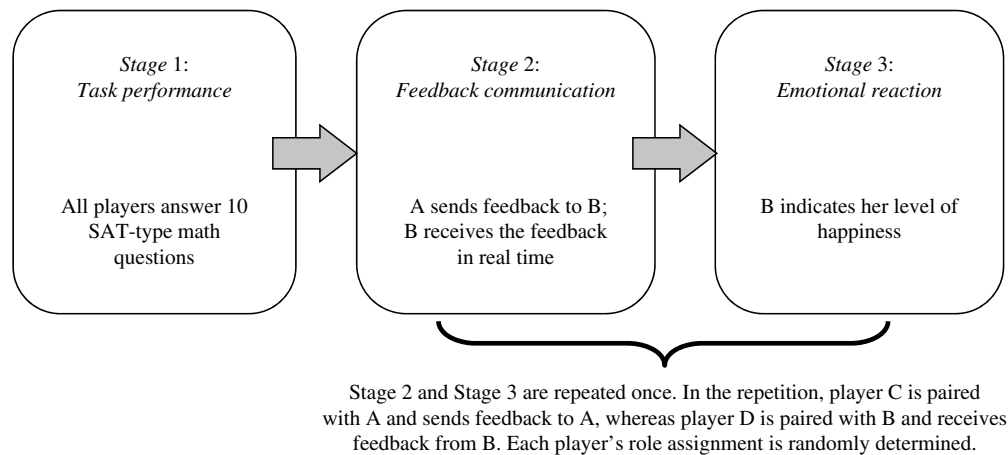 Stage 1:
Task performance
All players answer 10
SAT-type math
questions
Stage 2:
Feedback communication
A sends feedback to B;
B receives the feedback
in real time
Stage 3:
Emotional reaction
B indicates her level of
happiness
Stage 2 and Stage 3 are repeated once. In the repetition, player C is paired
with A and sends feedback to A, whereas player D is paired with B and receives
feedback from B. Each player’s role assignment is randomly determined.